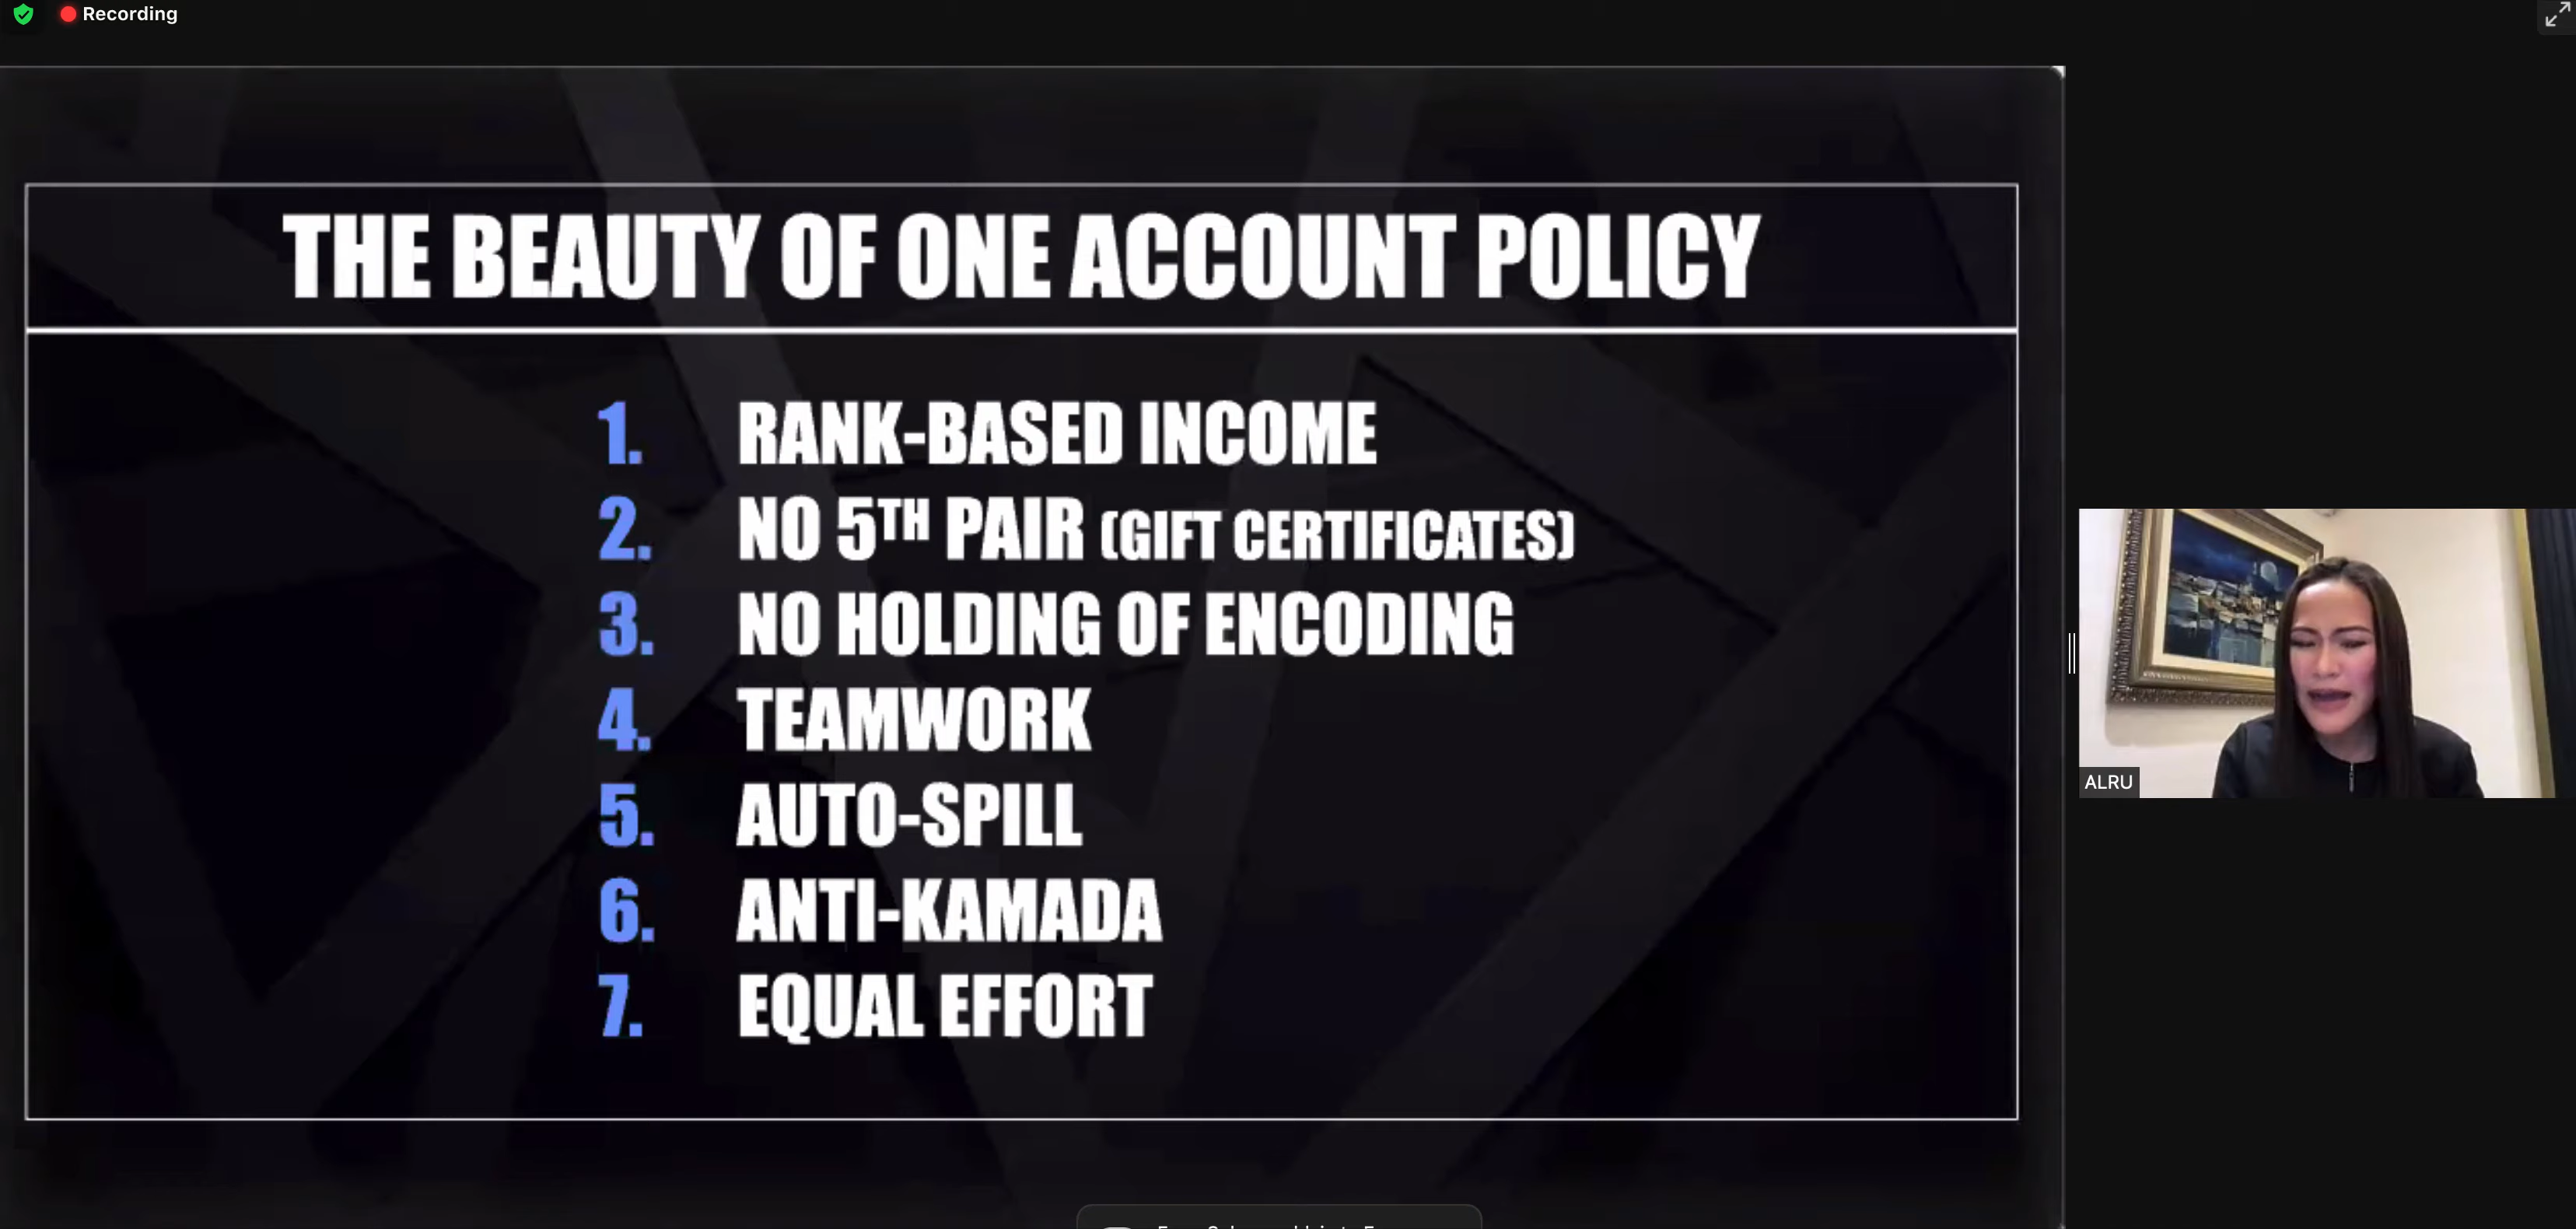 Recording
THE BEAUTY OF ONE ACCOUNT POLICY
1. RANK-BASED INCOME
2. NO 5TH PAIR (GIFT CERTIFICATES)
3. NO HOLDING OF ENCODING
4. TEAMWORK
5. AUTO-SPILL
6. ANTI-KAMADA
7. EQUAL EFFORT
ALRU